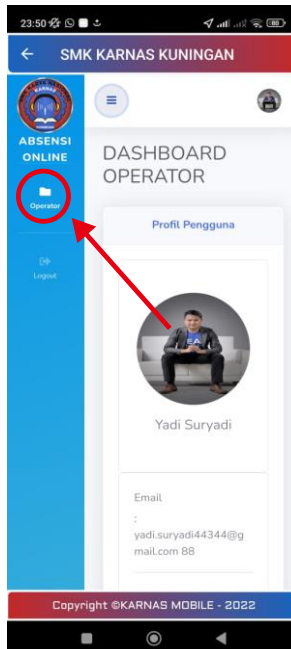 23:50
SMK KARNAS KUNINGAN
ABSENSI
ONLINE
Operator
Logout
DASHBOARD
OPERATOR
Profil Pengguna
Yadi Suryadi
Email
:
yadi.suryadi44344@g
mail.com 88
Copyright ©KARNAS MOBILE - 2022